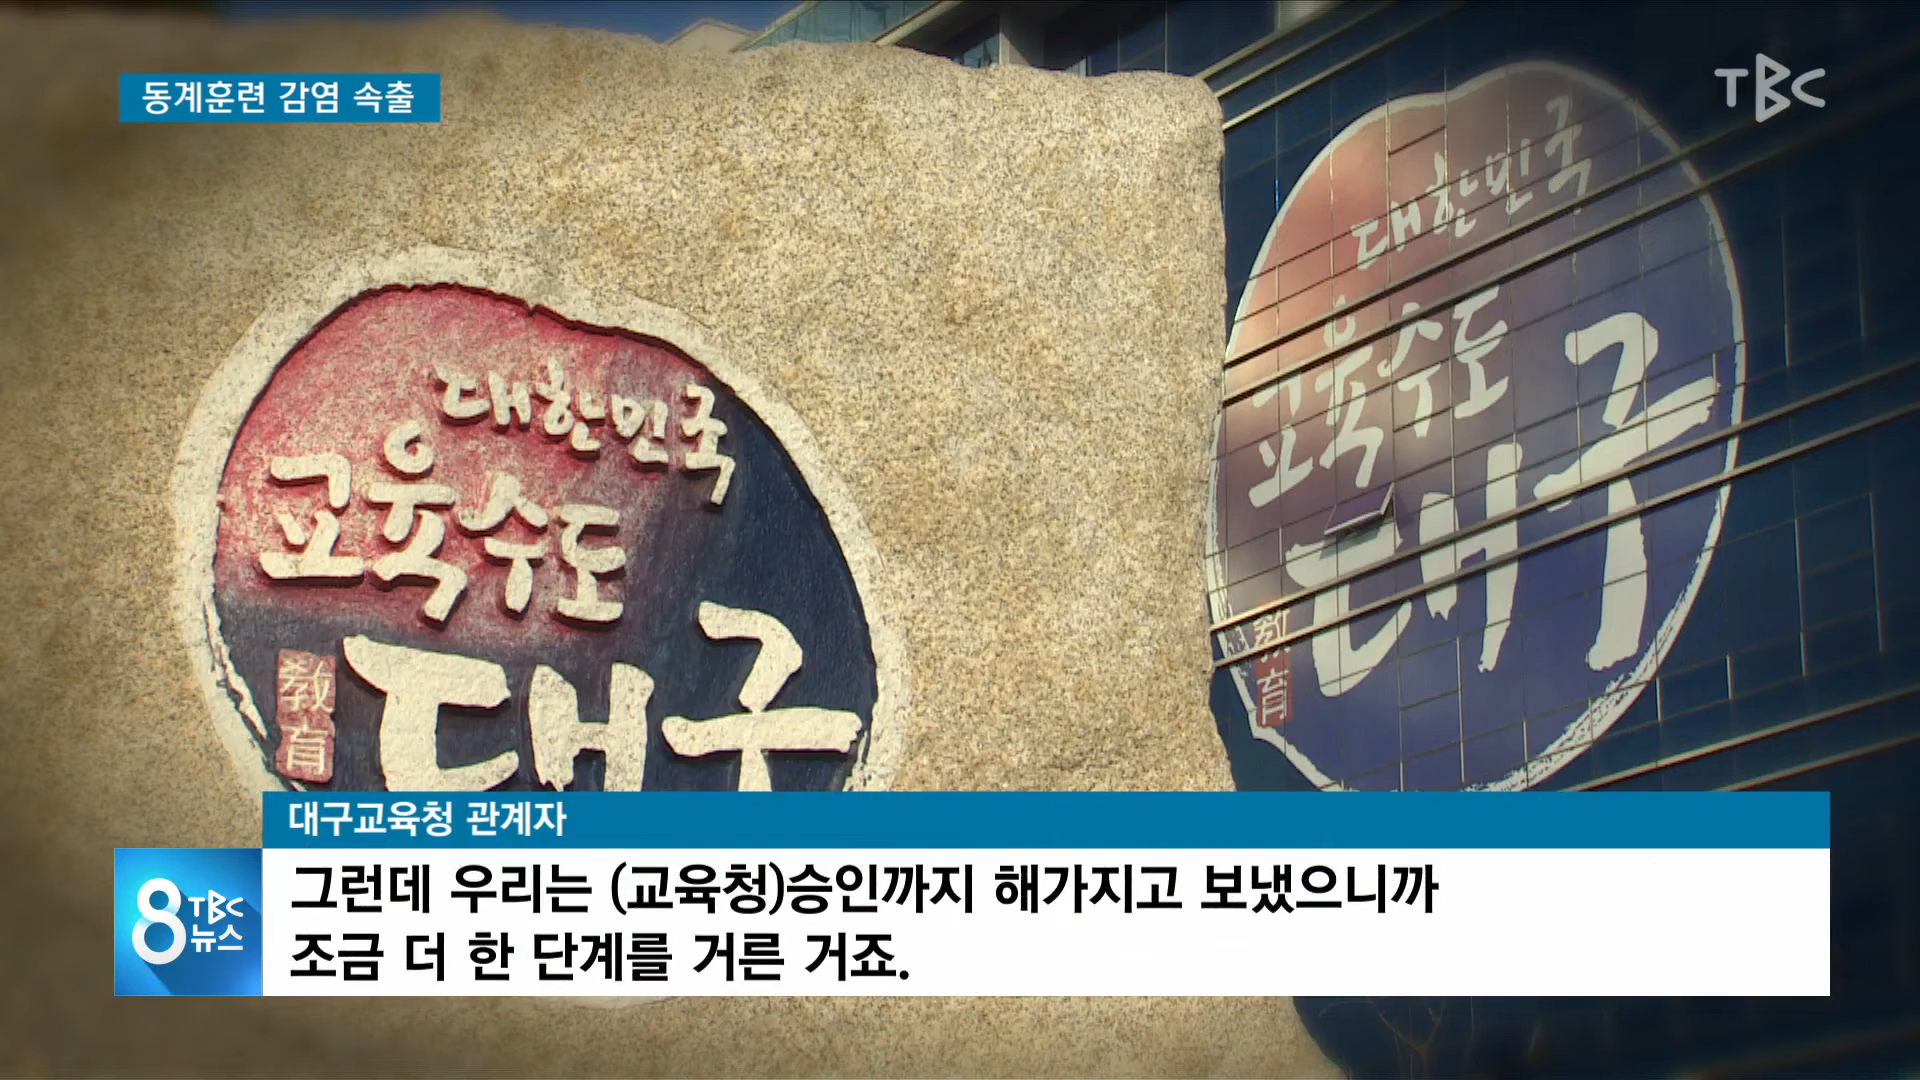 동계훈련 감염 속출
TBC
대한민국
교육수도
대구
教育
대한민국
교육수도
대구
教育
대구교육청 관계자
8 TBC
뉴스
그런데 우리는 (교육청)승인까지 해가지고 보냈으니까
조금 더 한 단계를 거른 거죠.